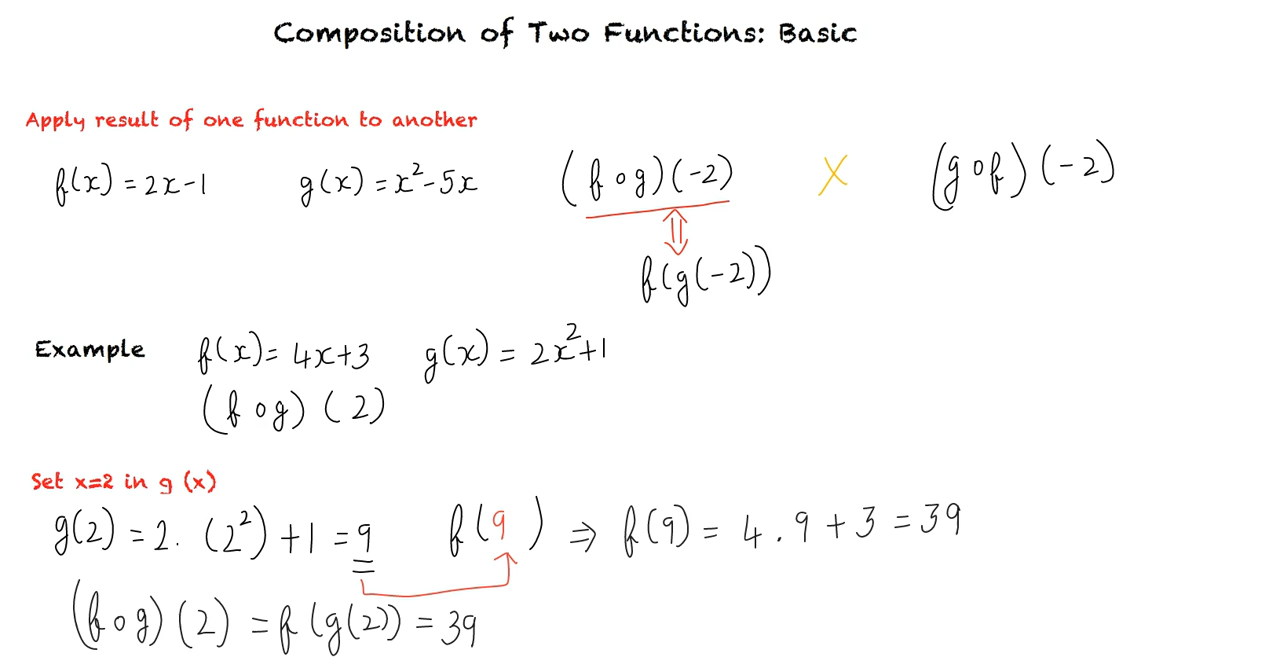 Composition of Two Functions: Basic
Apply result of one function to another
f(x) = 2x-1 g(x) = x²-5x (f∘g)(-2) X (g∘f)(-2)
⇕
f(g(-2))
Example f(x) = 4x+3 g(x) = 2x²+1
(f∘g)(2)
Set x=2 in g (x)
g(2) = 2. (2²) + 1 = 9 f(9) ⇒ f(9) = 4 . 9 + 3 = 39
(f∘g)(2) = f(g(2)) = 39